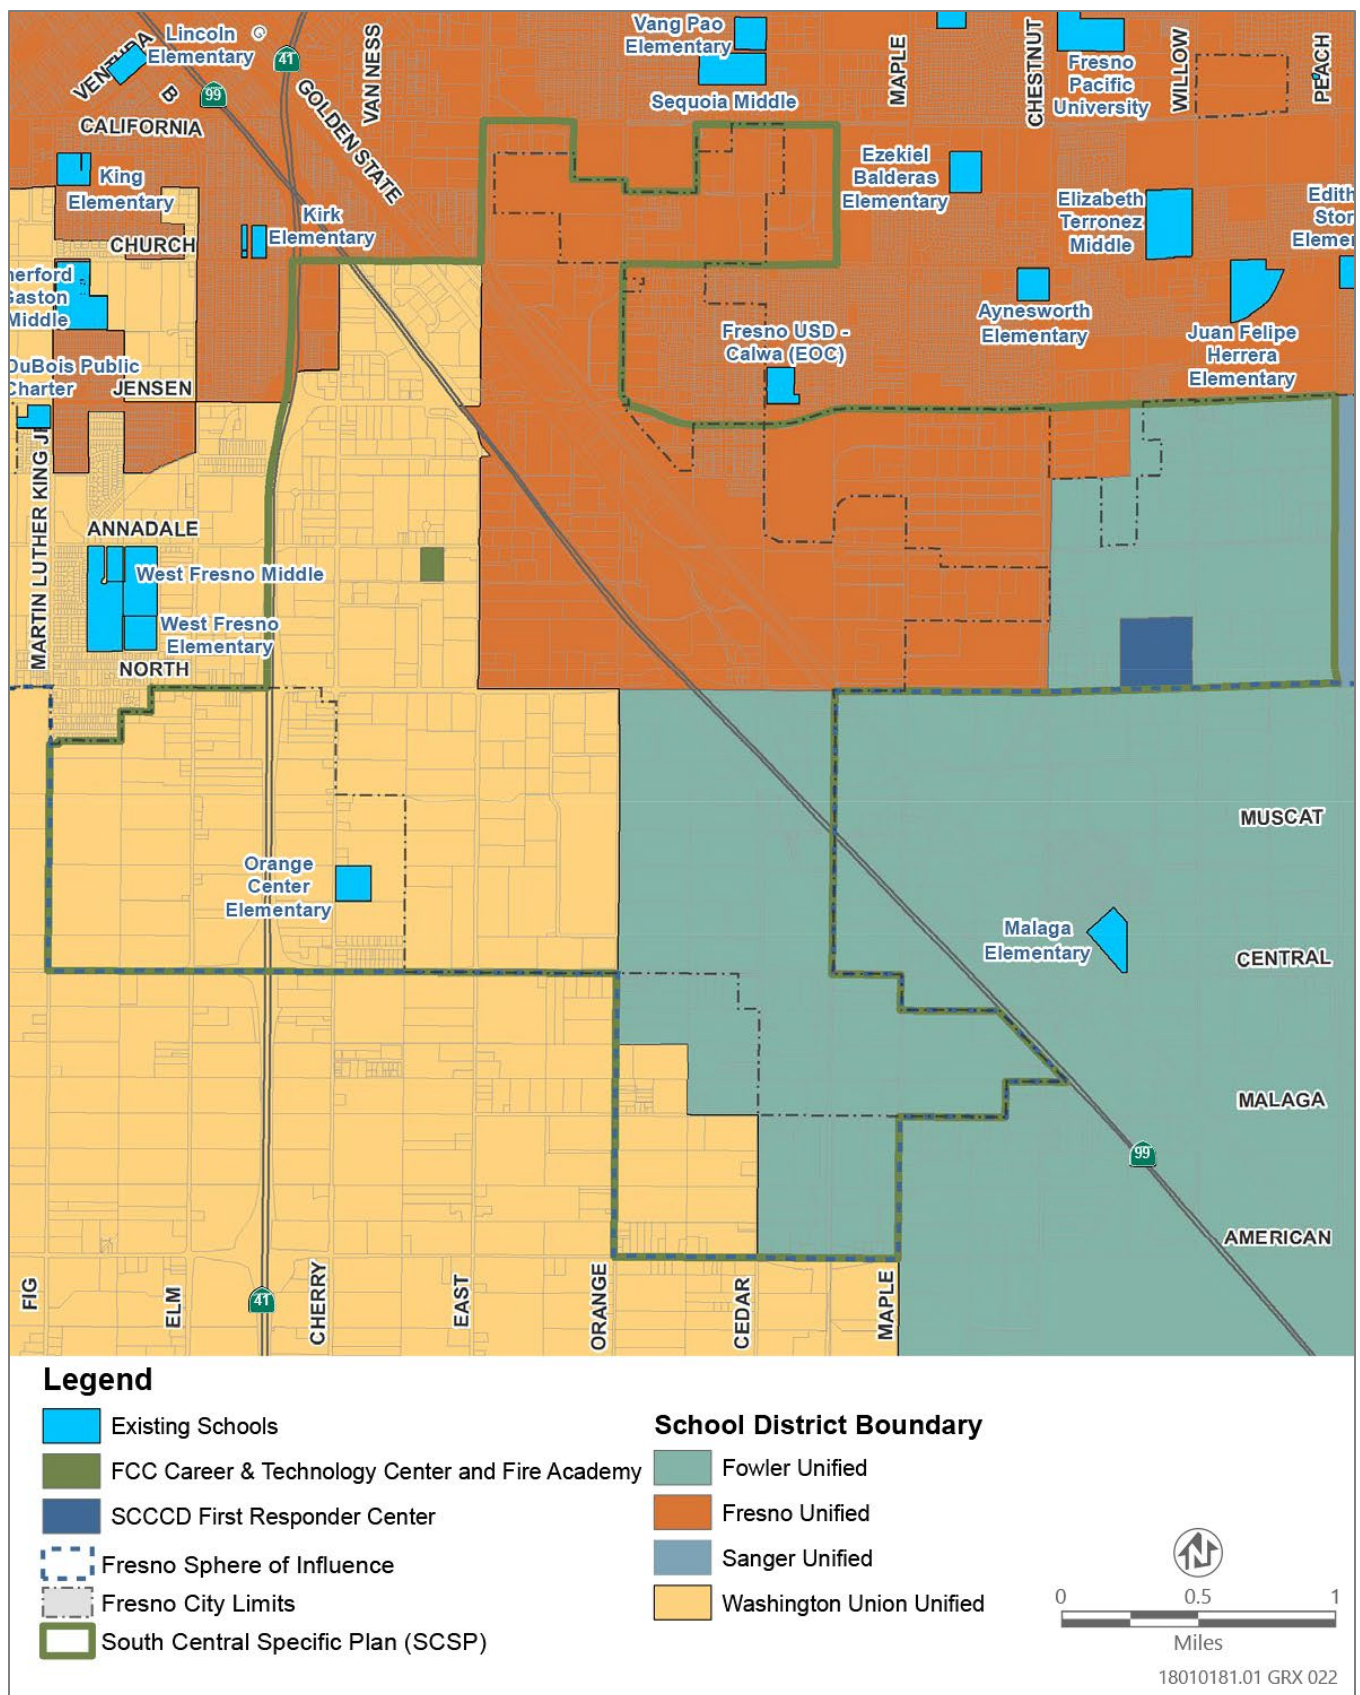 Lincoln
Elementary
VENTURA
B
G
99
41
GOLDEN STATE
VAN NESS
Vang Pao
Elementary
Sequoia Middle
MAPLE
CHESTNUT
Fresno
Pacific
University
WILLOW
PEACH
CALIFORNIA
King
Elementary
Kirk
Elementary
CHURCH
Ezekiel
Balderas
Elementary
Elizabeth
Terronez
Middle
Edith
Stor
Elemen
herford
Gaston
Middle
Aynesworth
Elementary
Juan Felipe
Herrera
Elementary
Fresno USD -
Calwa (EOC)
DuBois Public
Charter
JENSEN
MARTIN LUTHER KING J
ANNADALE
West Fresno Middle
West Fresno
Elementary
NORTH
MUSCAT
Orange
Center
Elementary
Malaga
Elementary
CENTRAL
MALAGA
99
AMERICAN
FIG
ELM
41
CHERRY
EAST
ORANGE
CEDAR
MAPLE
Legend
Existing Schools
FCC Career & Technology Center and Fire Academy
SCCCD First Responder Center
Fresno Sphere of Influence
Fresno City Limits
South Central Specific Plan (SCSP)
School District Boundary
Fowler Unified
Fresno Unified
Sanger Unified
Washington Union Unified
N
0 0.5 1
Miles
18010181.01 GRX 022